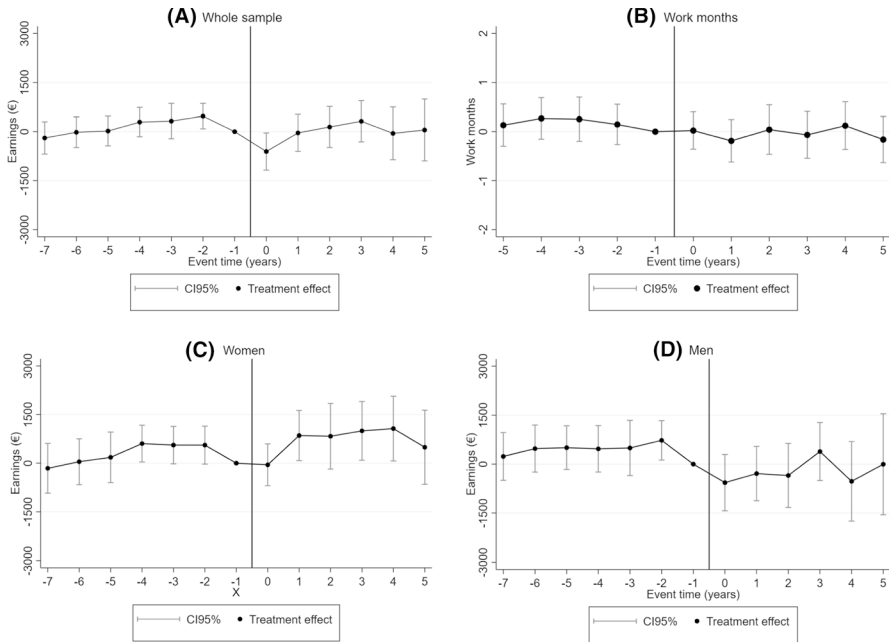 (A) Whole sample
3000
1500
0
-1500
-3000
Earnings (€)
-7 -6 -5 -4 -3 -2 -1 0 1 2 3 4 5
Event time (years)
CI95% Treatment effect
(B) Work months
2
1
0
-1
-2
Work months
-5 -4 -3 -2 -1 0 1 2 3 4 5
Event time (years)
CI95% Treatment effect
(C) Women
3000
1500
0
-1500
-3000
Earnings (€)
-7 -6 -5 -4 -3 -2 -1 0 1 2 3 4 5
X
CI95% Treatment effect
(D) Men
3000
1500
0
-1500
-3000
Earnings (€)
-7 -6 -5 -4 -3 -2 -1 0 1 2 3 4 5
Event time (years)
CI95% Treatment effect